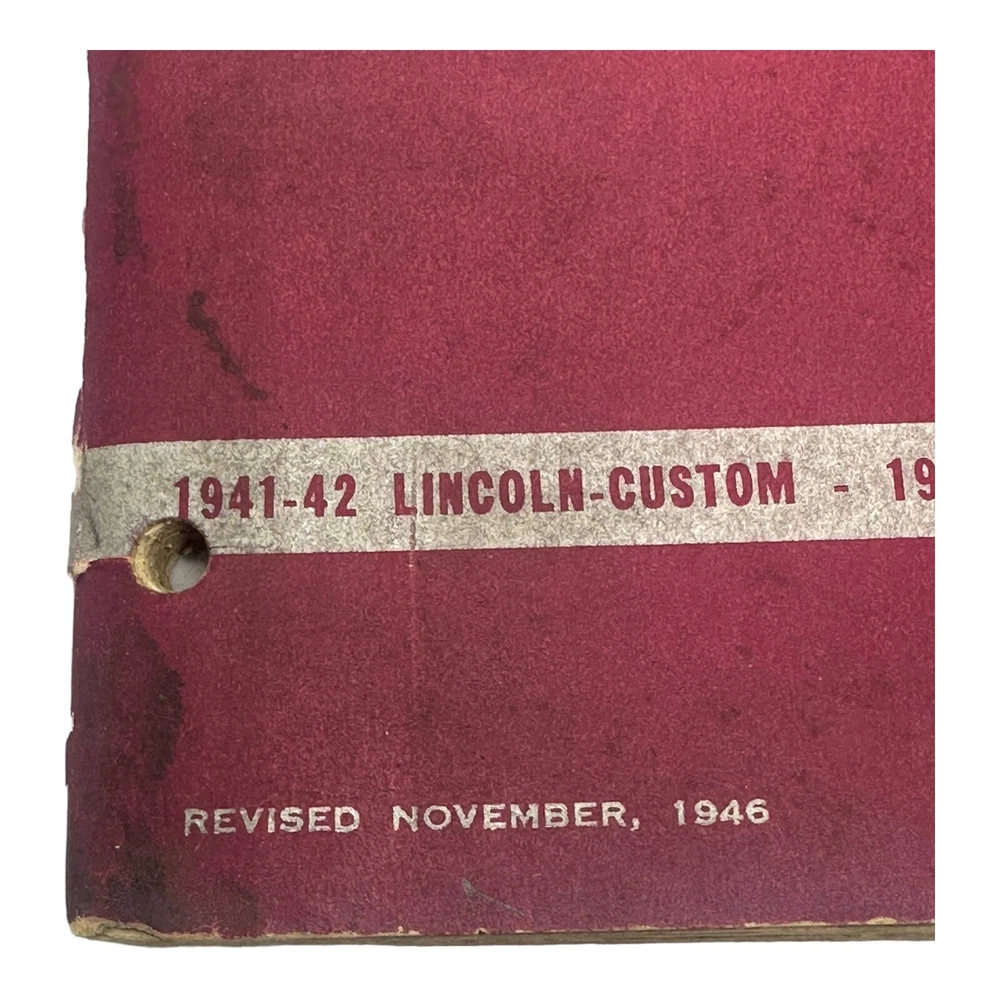 1941-42 LINCOLN-CUSTOM - 19
REVISED NOVEMBER, 1946